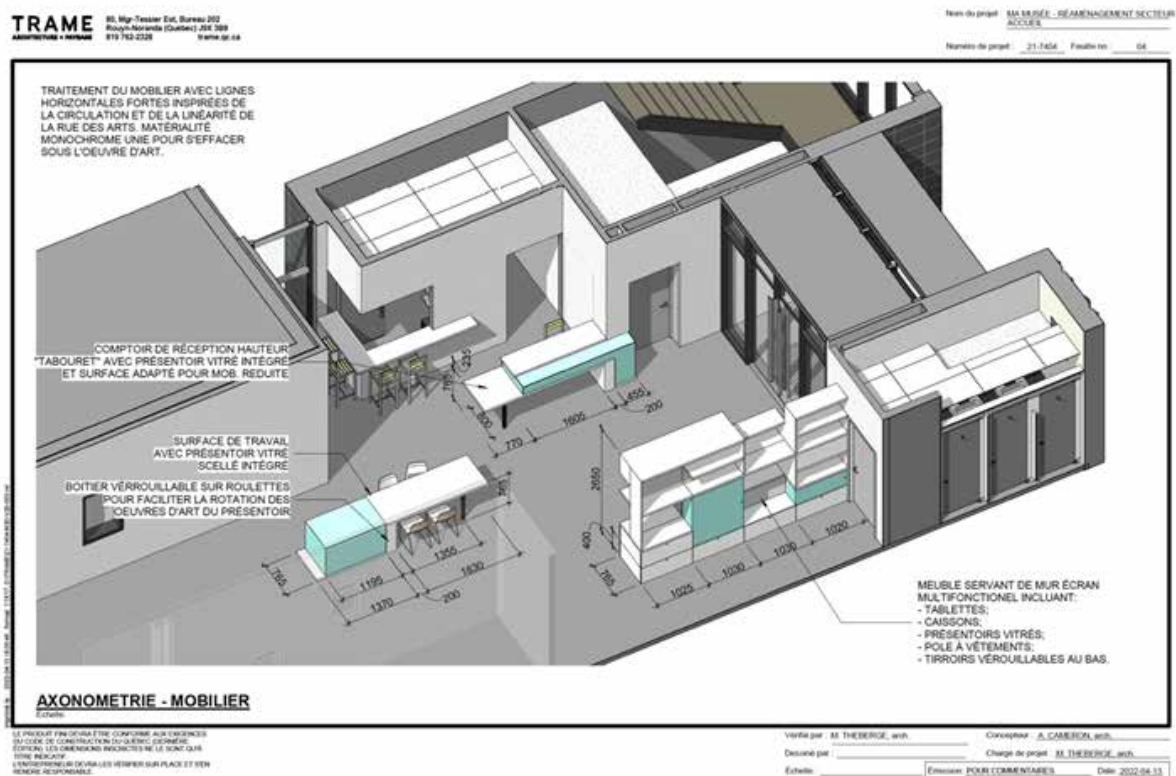 TRAME
ARCHITECTURE + PAYSAGE
80, Mgr-Tessier Est, Bureau 202
Rouyn-Noranda (Québec) J9X 3B9
819 762-2328 trame.qc.ca
Nom du projet : MA MUSÉE - RÉAMÉNAGEMENT SECTEUR
ACCUEIL
Numéro de projet : 21-7404 Feuille no : 04
TRAITEMENT DU MOBILIER AVEC LIGNES
HORIZONTALES FORTES INSPIRÉES DE
LA CIRCULATION ET DE LA LINÉARITÉ DE
LA RUE DES ARTS. MATÉRIALITÉ
MONOCHROME UNIE POUR S'EFFACER
SOUS L'OEUVRE D'ART.
COMPTOIR DE RÉCEPTION HAUTEUR
"TABOURET" AVEC PRÉSENTOIR VITRÉ INTÉGRÉ
ET SURFACE ADAPTÉ POUR MOB. REDUITE
235
765
800
770
1605
455
200
SURFACE DE TRAVAIL
AVEC PRÉSENTOIR VITRÉ
SCELLÉ INTÉGRÉ
BOITIER VÉRROUILLABLE SUR ROULETTES
POUR FACILITER LA ROTATION DES
OEUVRES D'ART DU PRÉSENTOIR
765
765
1195
1370
200
1355
1630
2650
400
765
1025
1030
1030
1020
MEUBLE SERVANT DE MUR ÉCRAN
MULTIFONCTIONEL INCLUANT:
- TABLETTES;
- CAISSONS;
- PRÉSENTOIRS VITRÉS;
- POLE À VÊTEMENTS;
- TIRROIRS VÉROUILLABLES AU BAS.
AXONOMETRIE - MOBILIER
Échelle:
LE PRODUIT FINI DEVRA ÊTRE CONFORME AUX EXIGENCES
DU CODE DE CONSTRUCTION DU QUÉBEC (DERNIÈRE
ÉDITION). LES DIMENSIONS INSCRITES NE LE SONT QU'À
TITRE INDICATIF.
L'ENTREPRENEUR DEVRA LES VÉRIFIER SUR PLACE ET S'EN
RENDRE RESPONSABLE.
Vérifié par : M. THEBERGE, arch.
Concepteur : A. CAMERON, arch.
Dessiné par :
Charge de projet : M. THEBERGE, arch.
Échelle:
Émission: POUR COMMENTAIRES Date: 2022-04-13